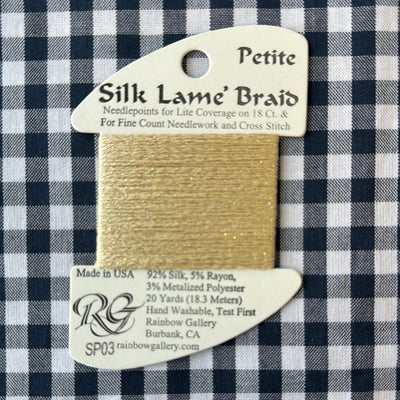 Petite
Silk Lame' Braid
Needlepoints for Lite Coverage on 18 Ct. &
For Fine Count Needlework and Cross Stitch
Made in USA
92% Silk, 5% Rayon,
3% Metalized Polyester
20 Yards (18.3 Meters)
Hand Washable, Test First
Rainbow Gallery
Burbank, CA
RG
SP03 rainbowgallery.com